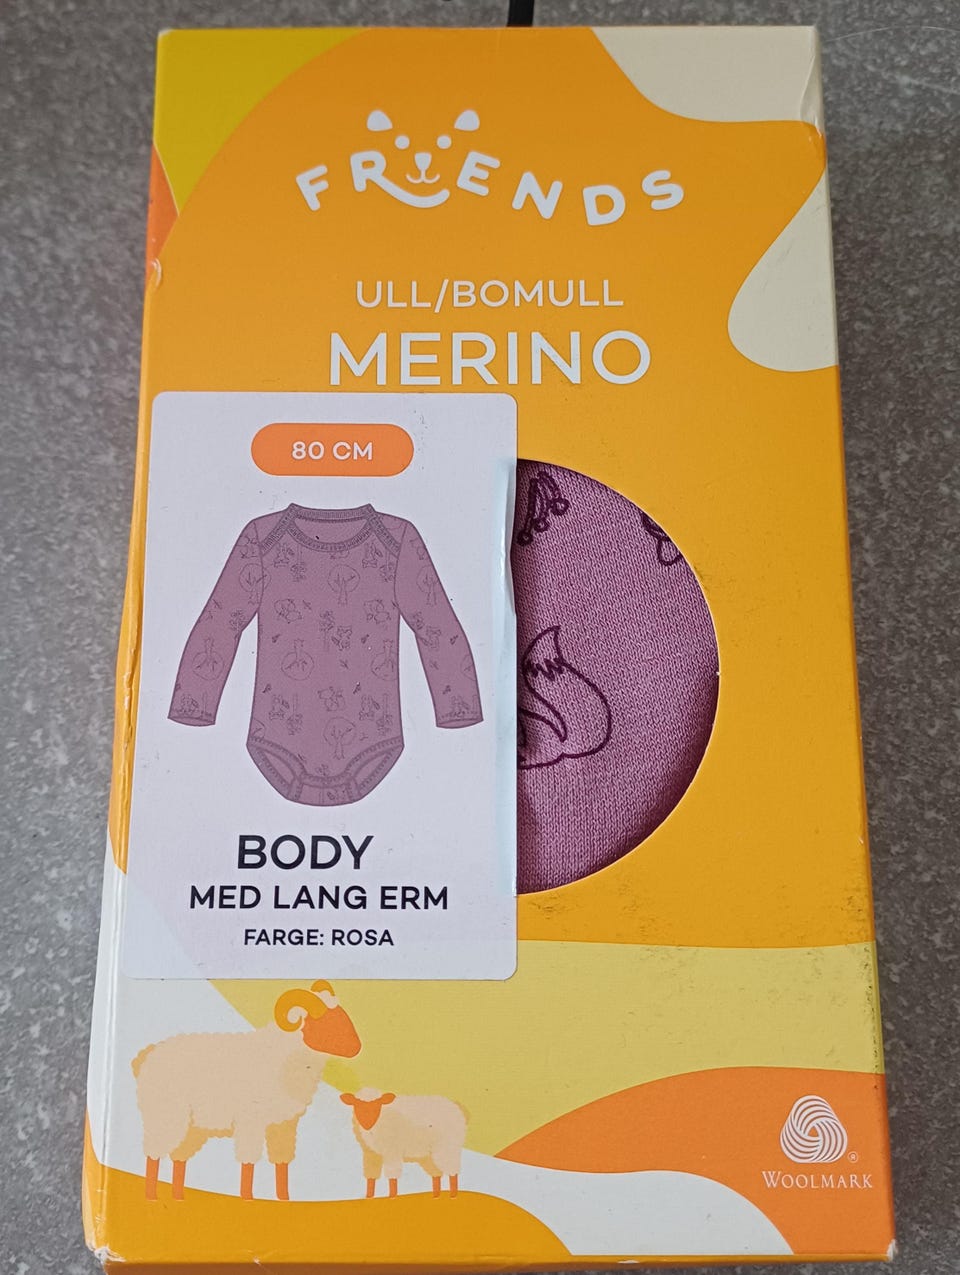 FRIENDS
ULL/BOMULL
MERINO
80 CM
BODY
MED LANG ERM
FARGE: ROSA
®
WOOLMARK